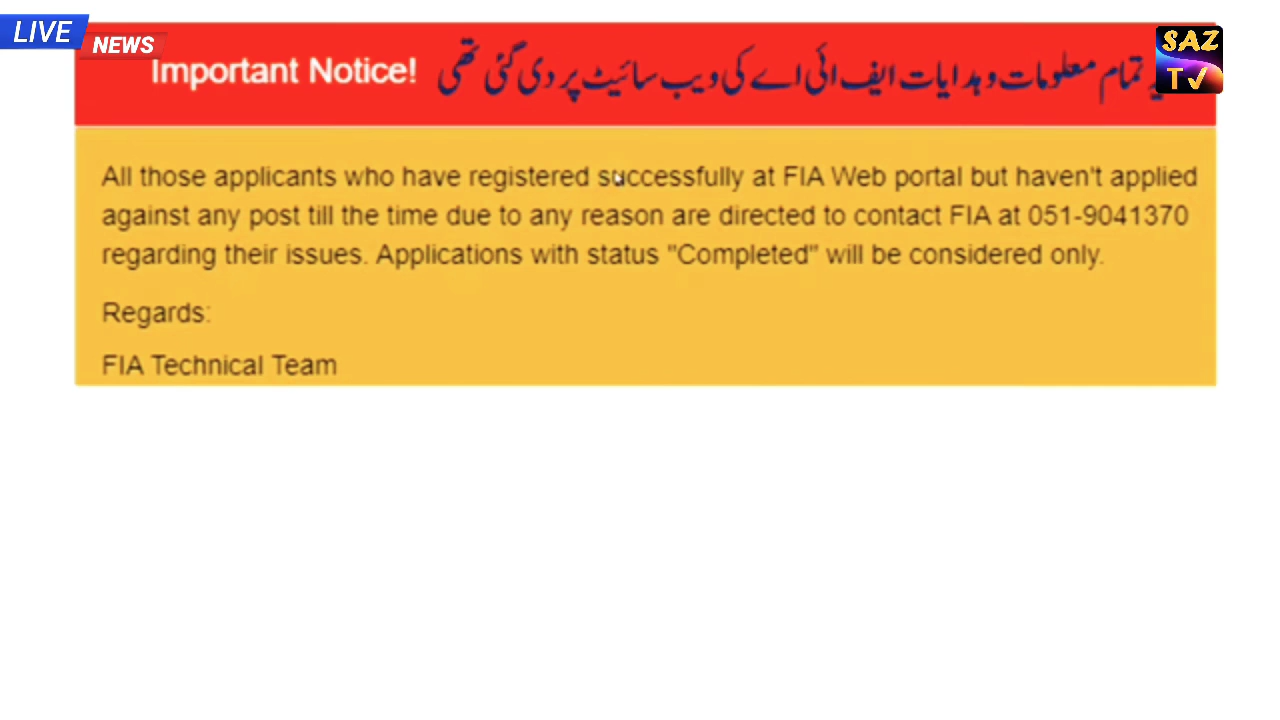 LIVE
NEWS
SAZ
TV
Important Notice!
یہ تمام معلومات و ہدایات ایف ائی اے کی ویب سائیٹ پر دی گئی تھی
All those applicants who have registered successfully at FIA Web portal but haven't applied
against any post till the time due to any reason are directed to contact FIA at 051-9041370
regarding their issues. Applications with status "Completed" will be considered only.
Regards:
FIA Technical Team